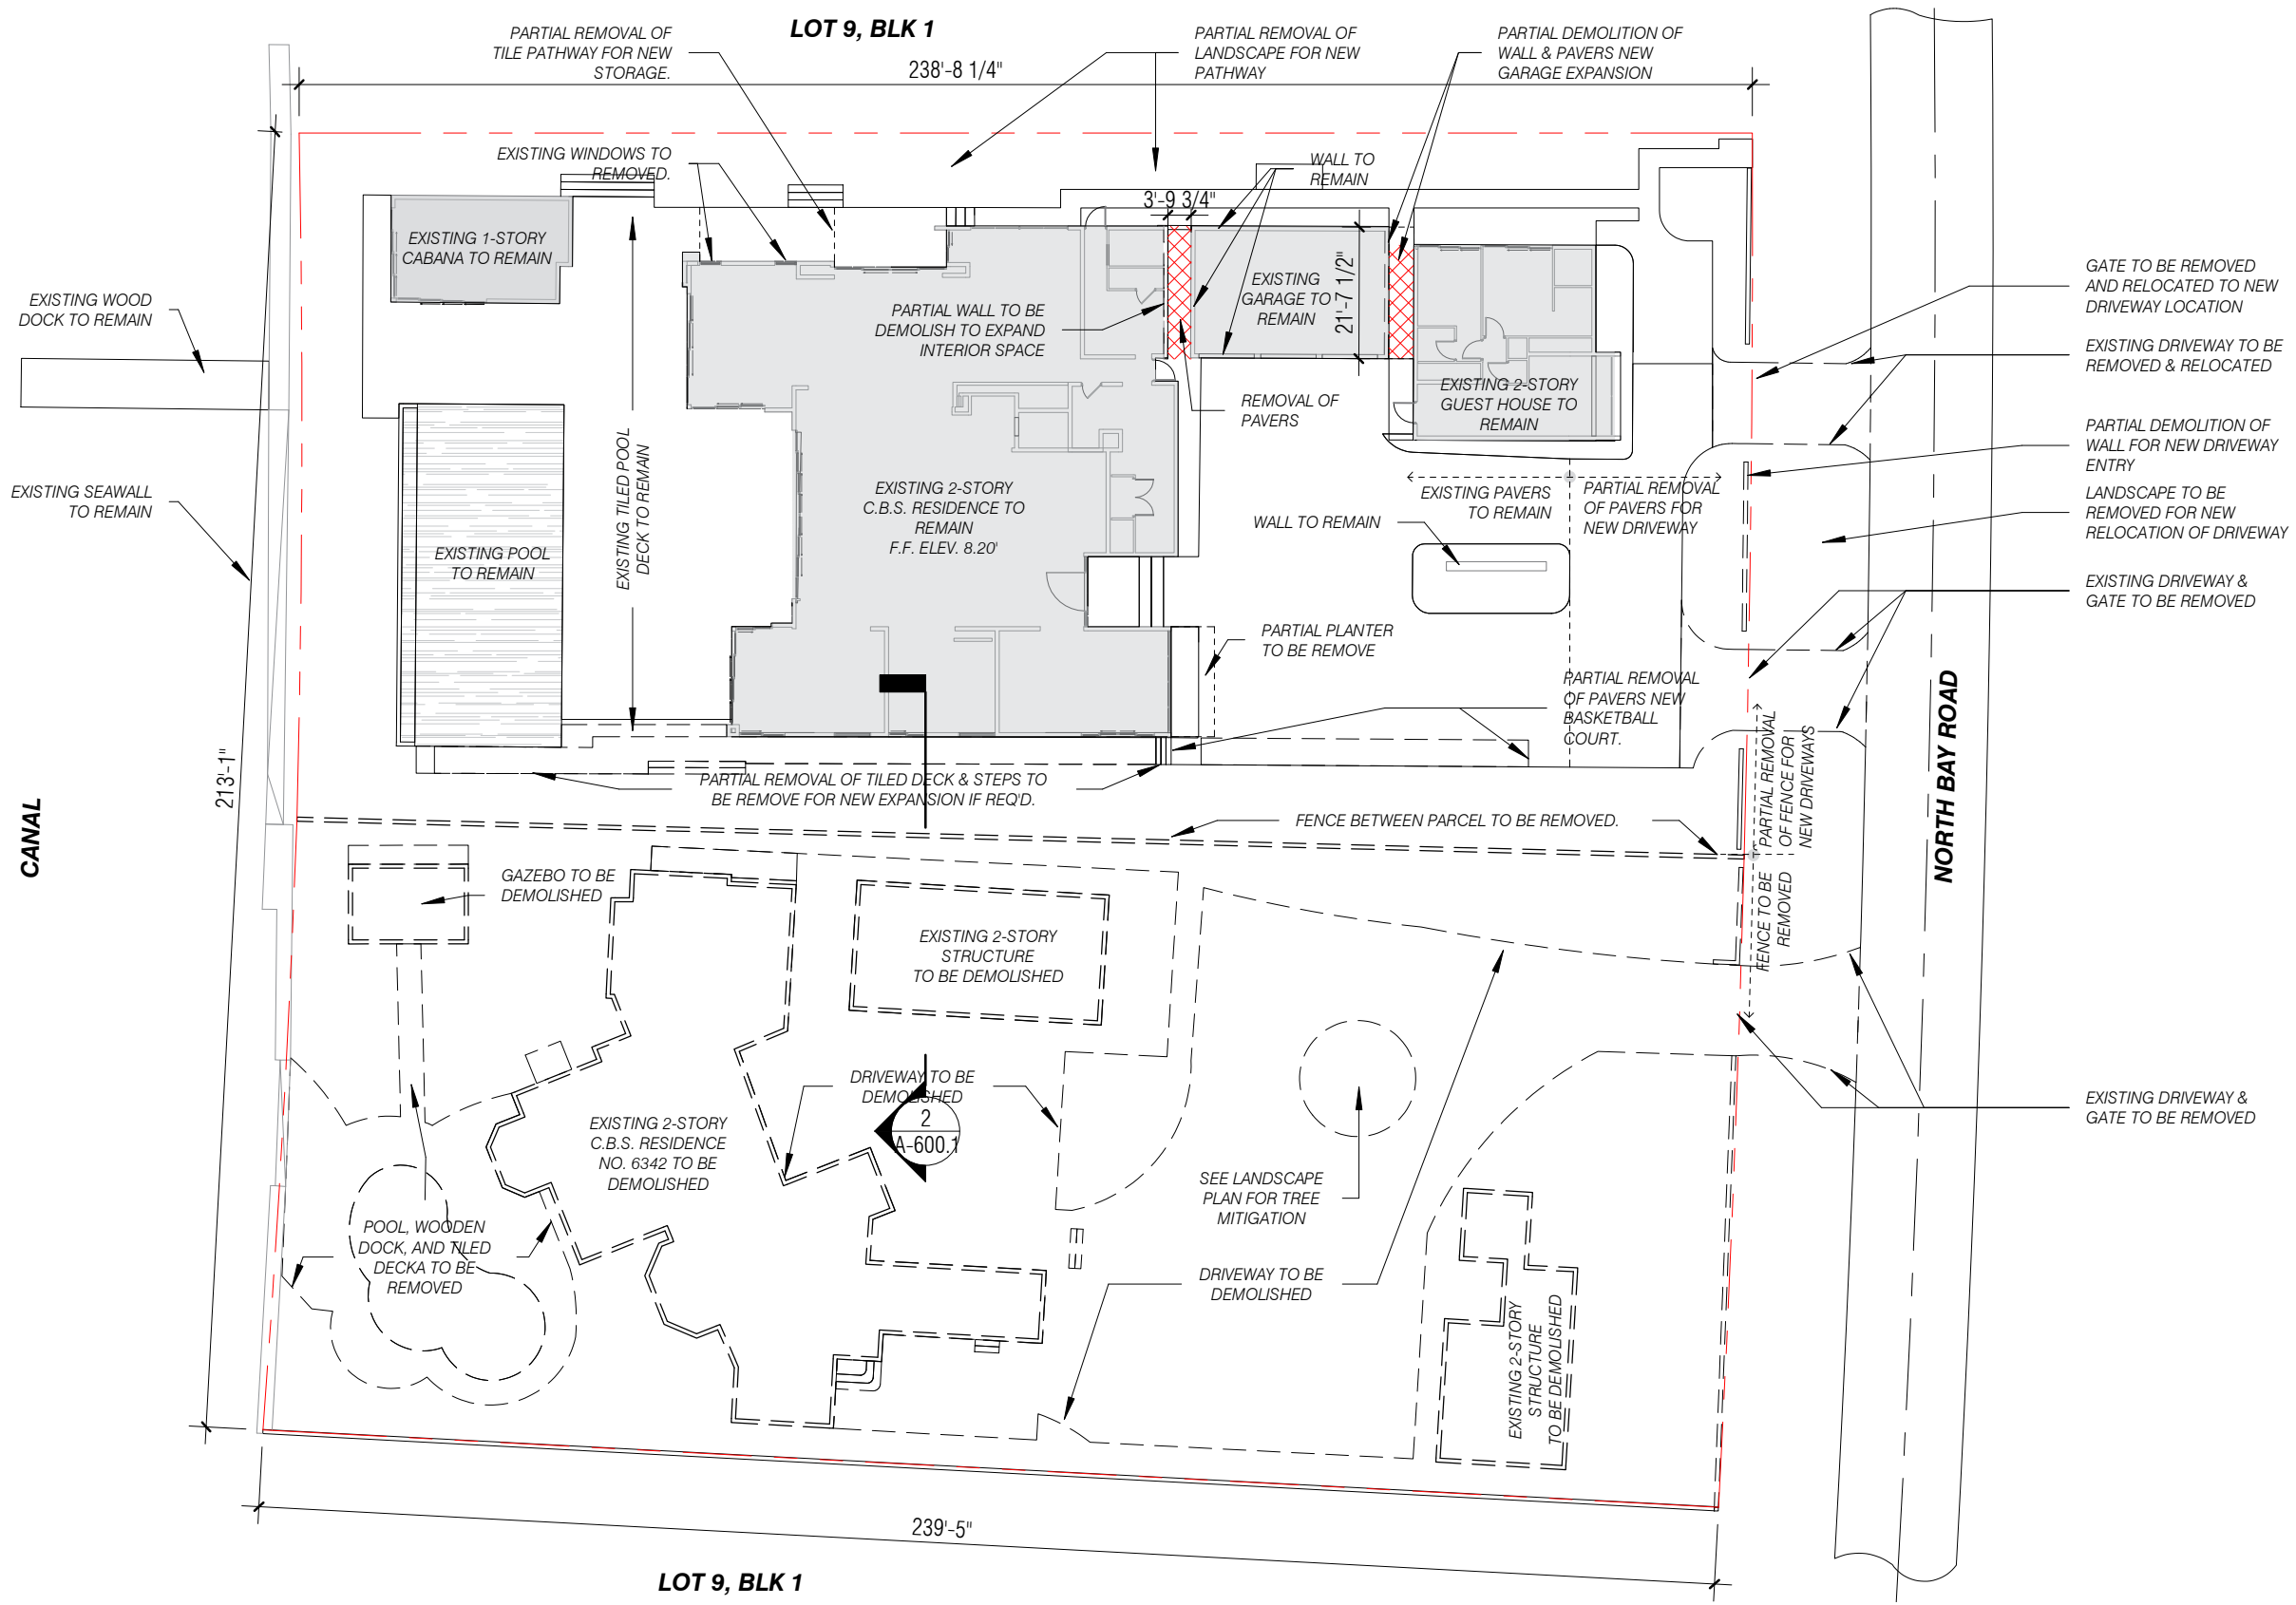 LOT 9, BLK 1
PARTIAL REMOVAL OF
TILE PATHWAY FOR NEW
STORAGE.
PARTIAL REMOVAL OF
LANDSCAPE FOR NEW
PATHWAY
PARTIAL DEMOLITION OF
WALL & PAVERS NEW
GARAGE EXPANSION
238'-8 1/4"
EXISTING WINDOWS TO
REMOVED.
WALL TO
REMAIN
3'-9 3/4"
EXISTING 1-STORY
CABANA TO REMAIN
EXISTING WOOD
DOCK TO REMAIN
PARTIAL WALL TO BE
DEMOLISH TO EXPAND
INTERIOR SPACE
EXISTING
GARAGE TO
REMAIN
21'-7 1/2"
GATE TO BE REMOVED
AND RELOCATED TO NEW
DRIVEWAY LOCATION
EXISTING DRIVEWAY TO BE
REMOVED & RELOCATED
REMOVAL OF
PAVERS
EXISTING 2-STORY
GUEST HOUSE TO
REMAIN
PARTIAL DEMOLITION OF
WALL FOR NEW DRIVEWAY
ENTRY
EXISTING SEAWALL
TO REMAIN
EXISTING TILED POOL
DECK TO REMAIN
EXISTING 2-STORY
C.B.S. RESIDENCE TO
REMAIN
F.F. ELEV. 8.20'
EXISTING PAVERS
TO REMAIN
PARTIAL REMOVAL
OF PAVERS FOR
NEW DRIVEWAY
LANDSCAPE TO BE
REMOVED FOR NEW
RELOCATION OF DRIVEWAY
WALL TO REMAIN
EXISTING POOL
TO REMAIN
EXISTING DRIVEWAY &
GATE TO BE REMOVED
PARTIAL PLANTER
TO BE REMOVE
PARTIAL REMOVAL
OF PAVERS NEW
BASKETBALL
COURT.
PARTIAL REMOVAL
OF FENCE FOR
NEW DRIVEWAYS
NORTH BAY ROAD
213'-1"
CANAL
PARTIAL REMOVAL OF TILED DECK & STEPS TO
BE REMOVE FOR NEW EXPANSION IF REQ'D.
FENCE BETWEEN PARCEL TO BE REMOVED.
GAZEBO TO BE
DEMOLISHED
FENCE TO BE
REMOVED
EXISTING 2-STORY
STRUCTURE
TO BE DEMOLISHED
DRIVEWAY TO BE
DEMOLISHED
2
A-600.1
EXISTING 2-STORY
C.B.S. RESIDENCE
NO. 6342 TO BE
DEMOLISHED
EXISTING DRIVEWAY &
GATE TO BE REMOVED
SEE LANDSCAPE
PLAN FOR TREE
MITIGATION
POOL, WOODEN
DOCK, AND TILED
DECKA TO BE
REMOVED
DRIVEWAY TO BE
DEMOLISHED
EXISTING 2-STORY
STRUCTURE
TO BE DEMOLISHED
239'-5"
LOT 9, BLK 1